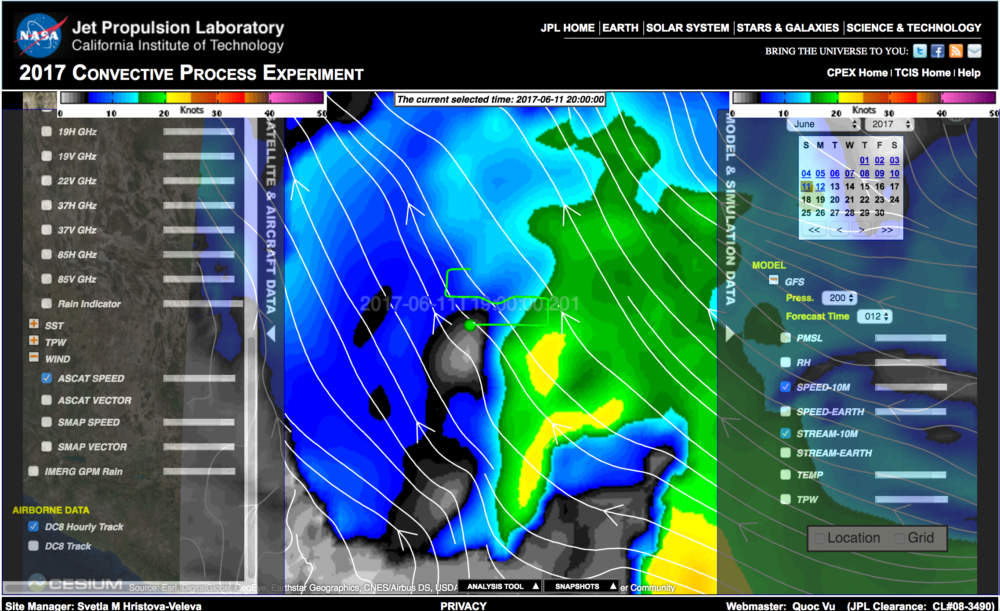 NASA
Jet Propulsion Laboratory
California Institute of Technology
JPL HOME | EARTH | SOLAR SYSTEM | STARS & GALAXIES | SCIENCE & TECHNOLOGY
BRING THE UNIVERSE TO YOU:
2017 CONVECTIVE PROCESS EXPERIMENT
CPEX Home | TCIS Home | Help
0 10 20 Knots 30 40 50
The current selected time: 2017-06-11 20:00:00
0 10 20 Knots 30 40 50
19H GHz
19V GHz
22V GHz
37H GHz
37V GHz
85H GHz
85V GHz
Rain Indicator
SST
TPW
WIND
ASCAT SPEED
ASCAT VECTOR
SMAP SPEED
SMAP VECTOR
IMERG GPM Rain
AIRBORNE DATA
DC8 Hourly Track
DC8 Track
SATELLITE & AIRCRAFT DATA
2017-06-11T19:00:00.201
MODEL & SIMULATION DATA
June 2017
S M T W T F S
01 02 03
04 05 06 07 08 09 10
11 12 13 14 15 16 17
18 19 20 21 22 23 24
25 26 27 28 29 30
<< < > >>
MODEL
GFS
Press. 200
Forecast Time 012
PMSL
RH
SPEED-10M
SPEED-EARTH
STREAM-10M
STREAM-EARTH
TEMP
TPW
Location Grid
CESIUM
Source: Esri, DigitalGlobe, GeoEye, Earthstar Geographics, CNES/Airbus DS, USDA
ANALYSIS TOOL ▲ SNAPSHOTS ▲
er Community
Site Manager: Svetla M Hristova-Veleva
PRIVACY
Webmaster: Quoc Vu (JPL Clearance: CL#08-3490)